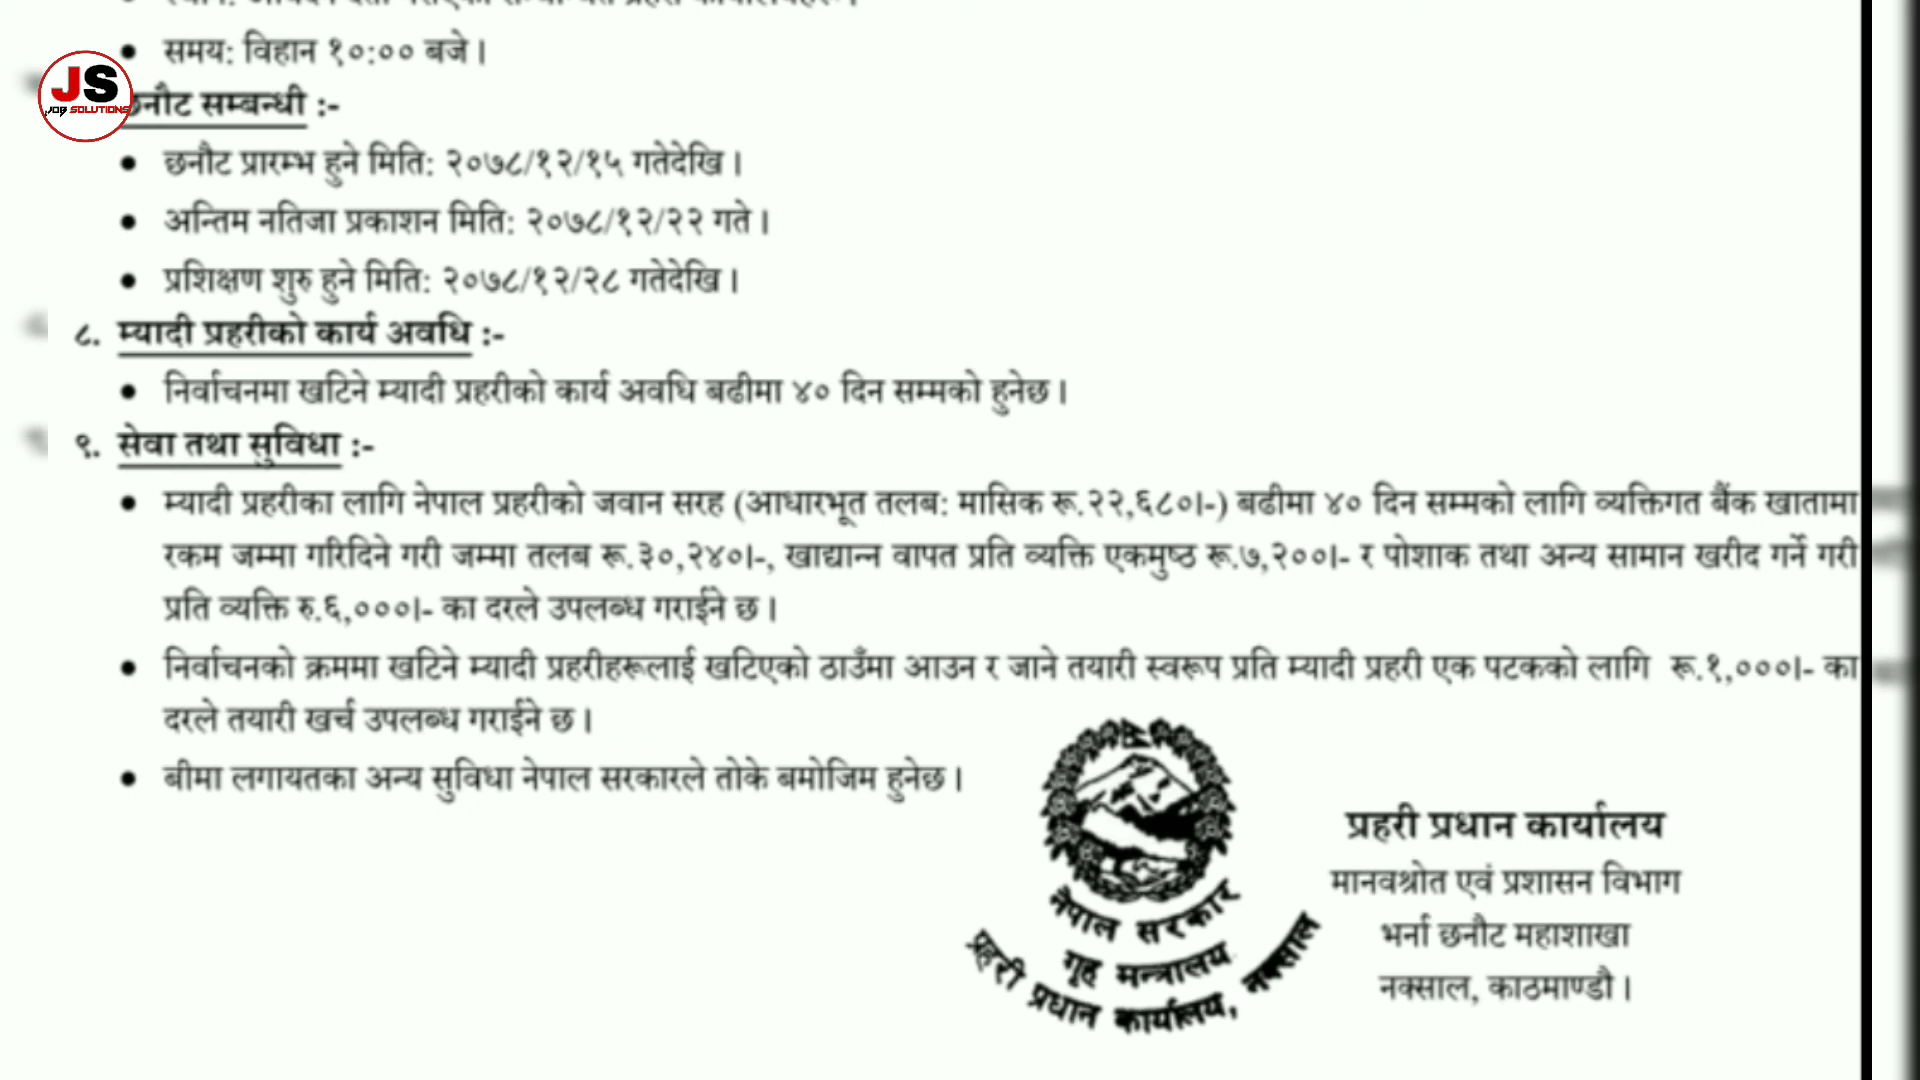 समय: विहान १०:०० बजे।
JS
JOB SOLUTIONS
छनौट सम्बन्धी :-
छनौट प्रारम्भ हुने मिति: २०७८/१२/१५ गतेदेखि।
अन्तिम नतिजा प्रकाशन मिति: २०७८/१२/२२ गते।
प्रशिक्षण शुरु हुने मिति: २०७८/१२/२८ गतेदेखि।
८. म्यादी प्रहरीको कार्य अवधि :-
निर्वाचनमा खटिने म्यादी प्रहरीको कार्य अवधि बढीमा ४० दिन सम्मको हुनेछ।
९. सेवा तथा सुविधा :-
म्यादी प्रहरीका लागि नेपाल प्रहरीको जवान सरह (आधारभूत तलब: मासिक रू.२२,६८०।-) बढीमा ४० दिन सम्मको लागि व्यक्तिगत बैंक खातामा
रकम जम्मा गरिदिने गरी जम्मा तलब रू.३०,२४०।-, खाद्यान्न वापत प्रति व्यक्ति एकमुष्ठ रू.७,२००।- र पोशाक तथा अन्य सामान खरीद गर्ने गरी
प्रति व्यक्ति रु.६,०००।- का दरले उपलब्ध गराईने छ।
निर्वाचनको क्रममा खटिने म्यादी प्रहरीहरूलाई खटिएको ठाउँमा आउन र जाने तयारी स्वरूप प्रति म्यादी प्रहरी एक पटकको लागि रू.१,०००।- का
दरले तयारी खर्च उपलब्ध गराईने छ।
बीमा लगायतका अन्य सुविधा नेपाल सरकारले तोके बमोजिम हुनेछ।
नेपाल सरकार
गृह मन्त्रालय
प्रहरी प्रधान कार्यालय, नक्साल
प्रहरी प्रधान कार्यालय
मानवश्रोत एवं प्रशासन विभाग
भर्ना छनौट महाशाखा
नक्साल, काठमाण्डौ।